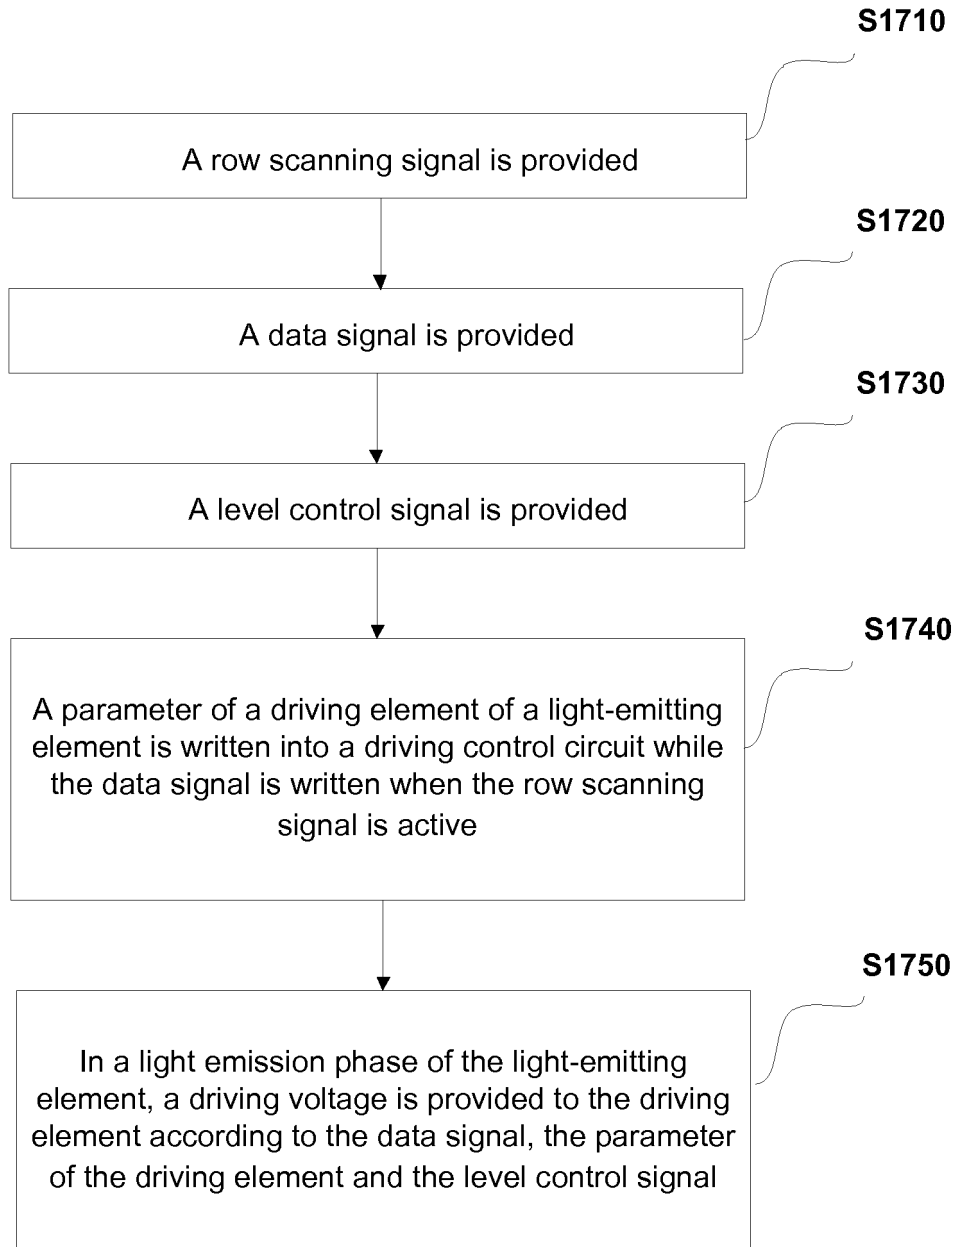 S1710
A row scanning signal is provided
S1720
A data signal is provided
S1730
A level control signal is provided
S1740
A parameter of a driving element of a light-emitting
element is written into a driving control circuit while
the data signal is written when the row scanning
signal is active
S1750
In a light emission phase of the light-emitting
element, a driving voltage is provided to the driving
element according to the data signal, the parameter
of the driving element and the level control signal